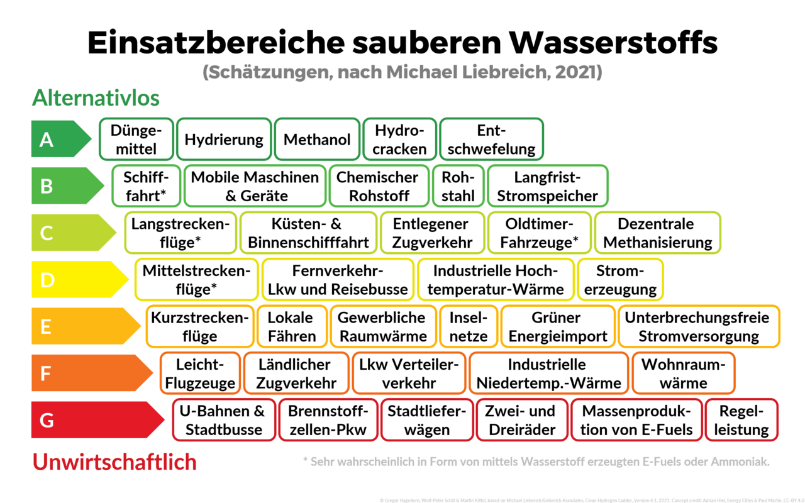 Einsatzbereiche sauberen Wasserstoffs
(Schätzungen, nach Michael Liebreich, 2021)
Alternativlos
A
Dünge-
mittel
Hydrierung
Methanol
Hydro-
cracken
Ent-
schwefelung
B
Schiff-
fahrt*
Mobile Maschinen
& Geräte
Chemischer
Rohstoff
Roh-
stahl
Langfrist-
Stromspeicher
C
Langstrecken-
flüge*
Küsten- &
Binnenschifffahrt
Entlegener
Zugverkehr
Oldtimer-
Fahrzeuge*
Dezentrale
Methanisierung
D
Mittelstrecken-
flüge*
Fernverkehr-
Lkw und Reisebusse
Industrielle Hoch-
temperatur-Wärme
Strom-
erzeugung
E
Kurzstrecken-
flüge
Lokale
Fähren
Gewerbliche
Raumwärme
Insel-
netze
Grüner
Energieimport
Unterbrechungsfreie
Stromversorgung
F
Leicht-
Flugzeuge
Ländlicher
Zugverkehr
Lkw Verteiler-
verkehr
Industrielle
Niedertemp.-Wärme
Wohnraum-
wärme
G
U-Bahnen &
Stadtbusse
Brennstoff-
zellen-Pkw
Stadtliefer-
wägen
Zwei- und
Dreiräder
Massenproduk-
tion von E-Fuels
Regel-
leistung
Unwirtschaftlich
* Sehr wahrscheinlich in Form von mittels Wasserstoff erzeugten E-Fuels oder Ammoniak.